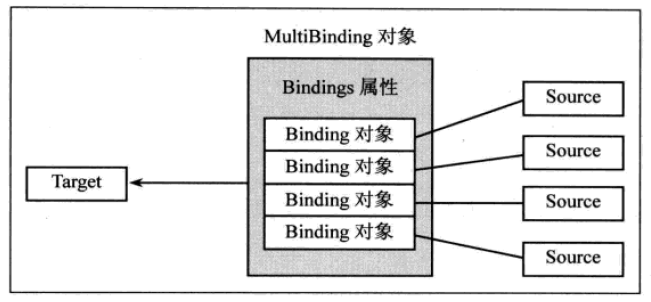 MultiBinding 对象
Bindings 属性
Source
Binding 对象
Source
Binding 对象
Target
Binding 对象
Source
Binding 对象
Source